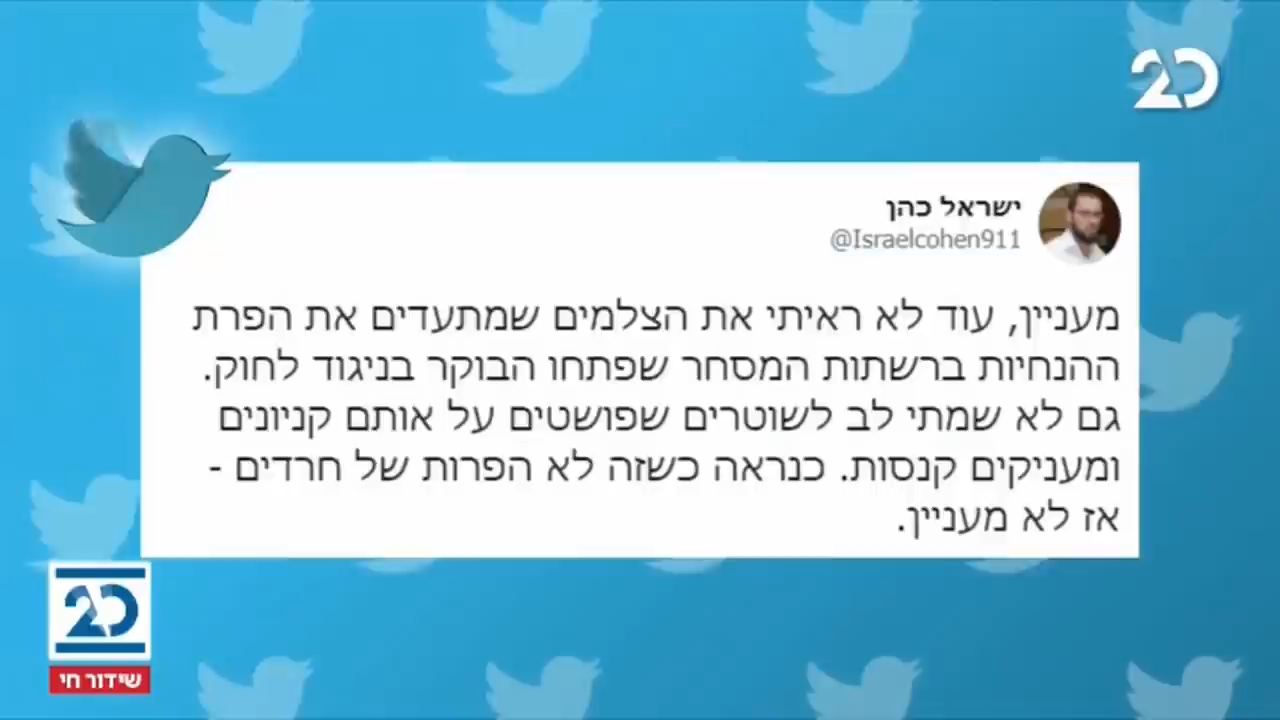 20
ישראל כהן
@Israelcohen911
מעניין, עוד לא ראיתי את הצלמים שמתעדים את הפרת
ההנחיות ברשתות המסחר שפתחו הבוקר בניגוד לחוק.
גם לא שמתי לב לשוטרים שפושטים על אותם קניונים
ומעניקים קנסות. כנראה כשזה לא הפרות של חרדים -
אז לא מעניין.
20
שידור חי